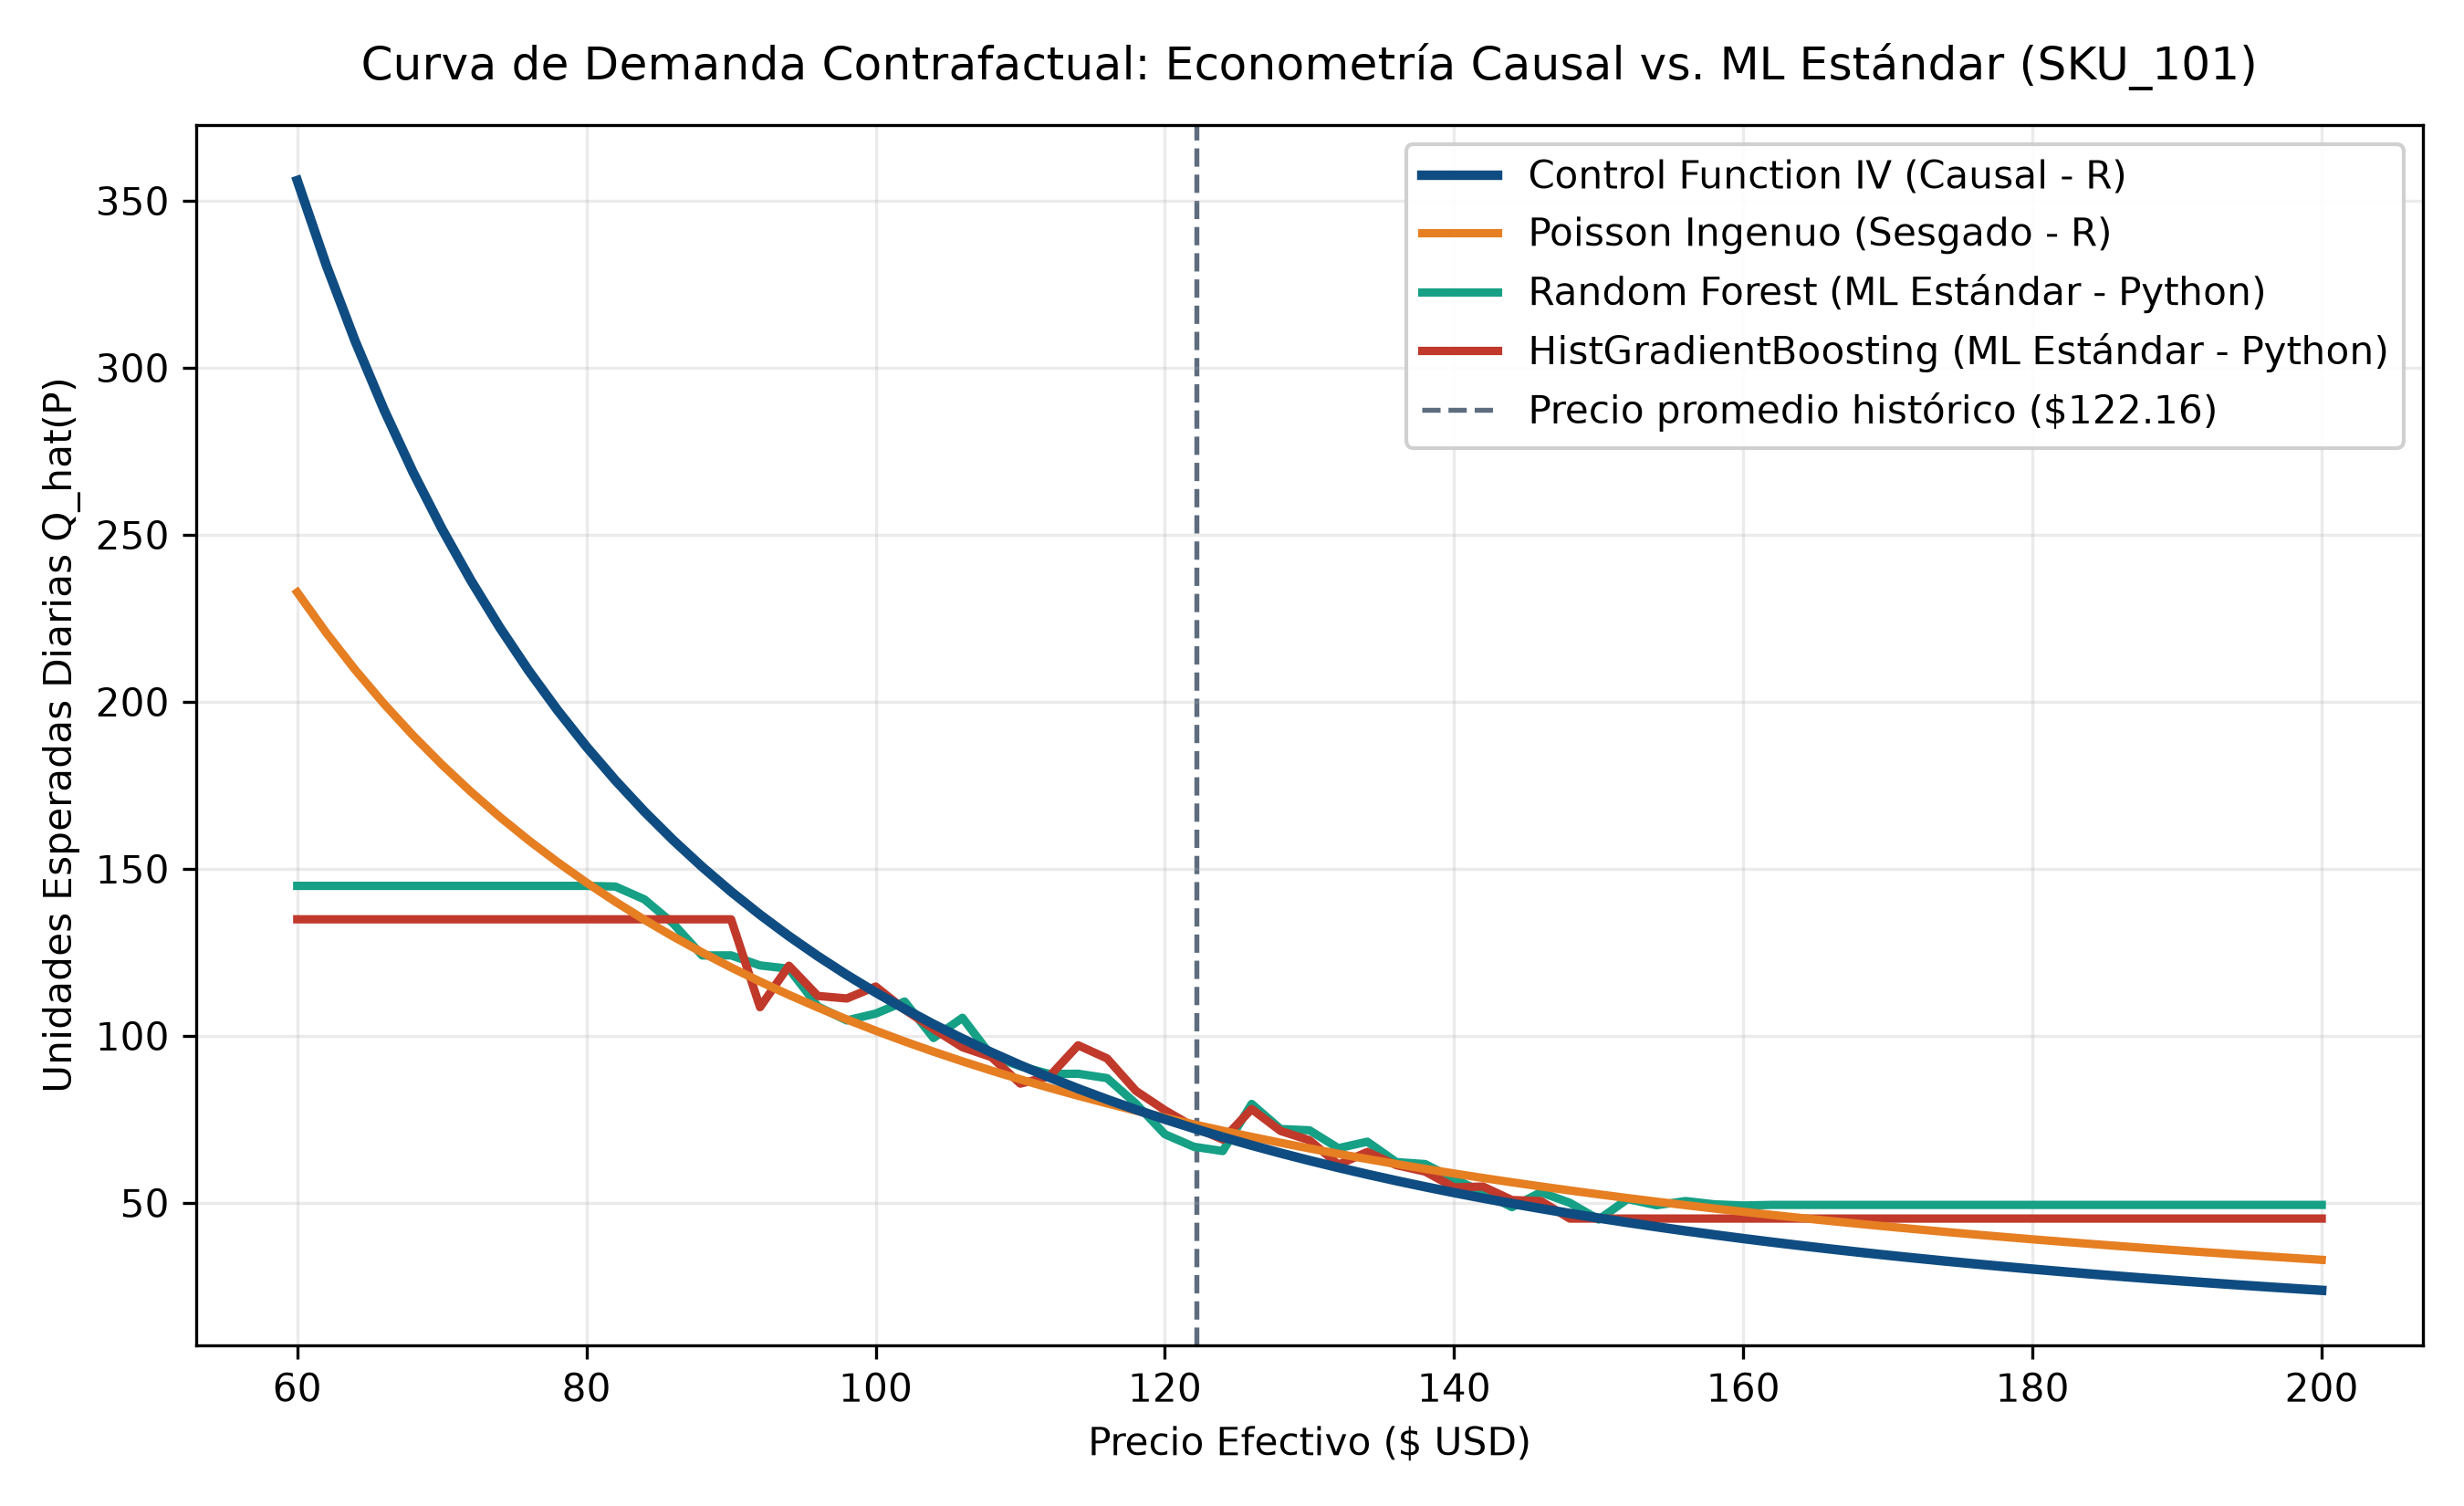 Curva de Demanda Contrafactual: Econometría Causal vs. ML Estándar (SKU_101)
Control Function IV (Causal - R)
Poisson Ingenuo (Sesgado - R)
Random Forest (ML Estándar - Python)
HistGradientBoosting (ML Estándar - Python)
Precio promedio histórico ($122.16)
Unidades Esperadas Diarias Q_hat(P)
350
300
250
200
150
100
50
60 80 100 120 140 160 180 200
Precio Efectivo ($ USD)